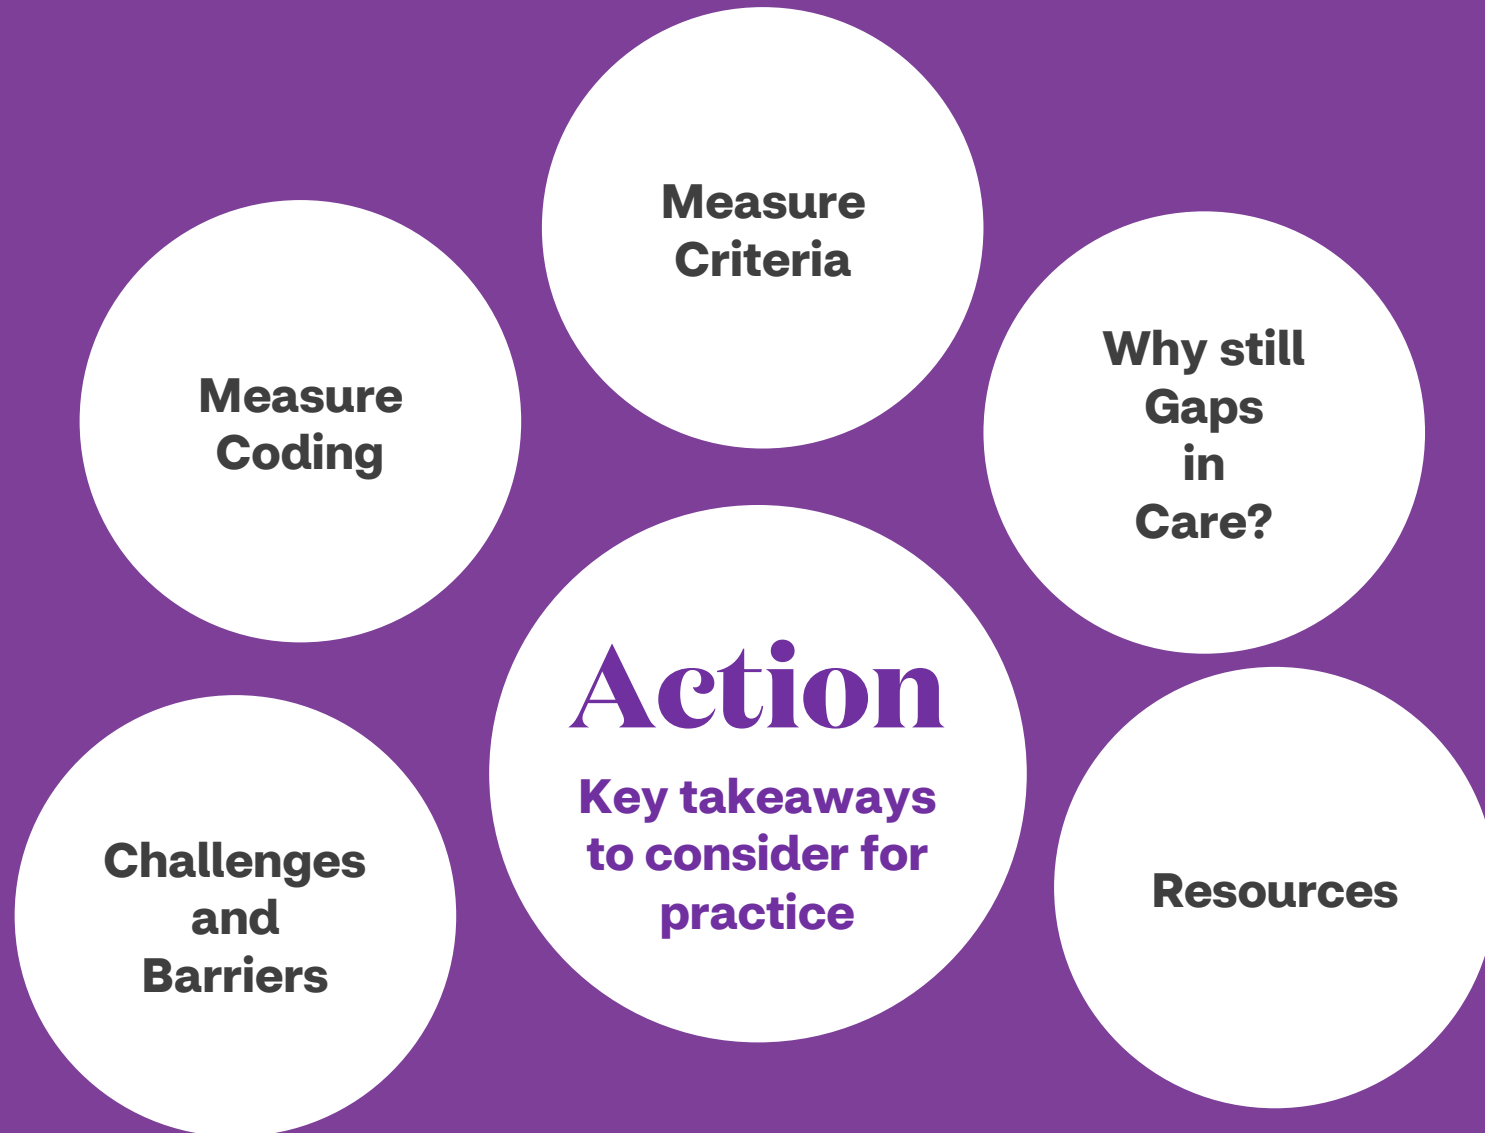 Measure
Criteria
Measure
Coding
Why still
Gaps
in
Care?
Action
Key takeaways
to consider for
practice
Challenges
and
Barriers
Resources